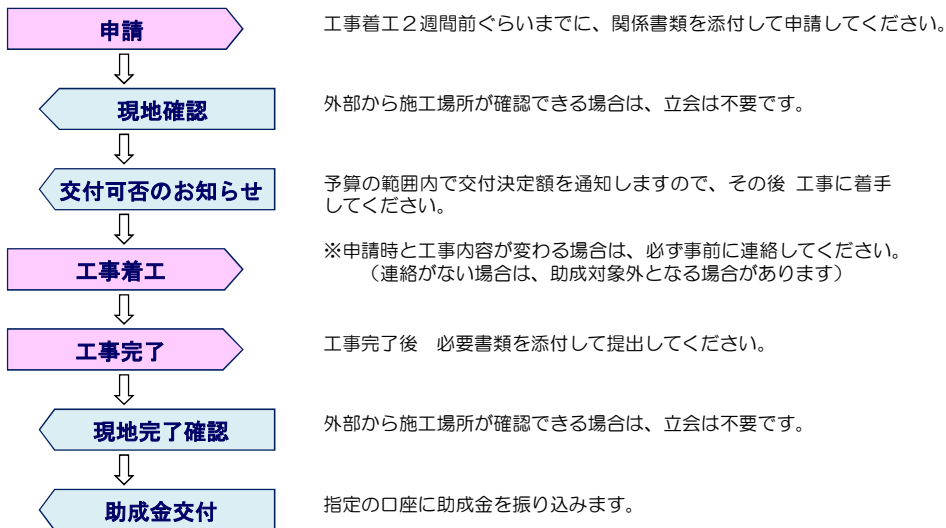 申請
工事着工２週間前ぐらいまでに、関係書類を添付して申請してください。
現地確認
外部から施工場所が確認できる場合は、立会は不要です。
交付可否のお知らせ
予算の範囲内で交付決定額を通知しますので、その後 工事に着手
してください。
※申請時と工事内容が変わる場合は、必ず事前に連絡してください。
（連絡がない場合は、助成対象外となる場合があります）
工事着工
工事完了
工事完了後　必要書類を添付して提出してください。
現地完了確認
外部から施工場所が確認できる場合は、立会は不要です。
助成金交付
指定の口座に助成金を振り込みます。